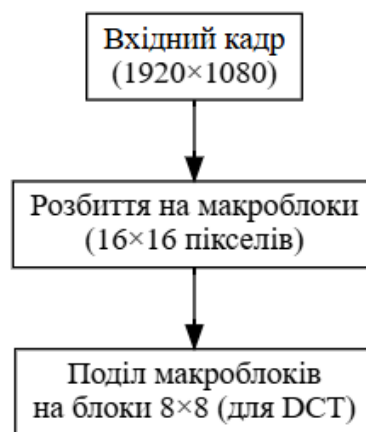 Вхідний кадр
(1920×1080)
Розбиття на макроблоки
(16×16 пікселів)
Поділ макроблоків
на блоки 8×8 (для DCT)